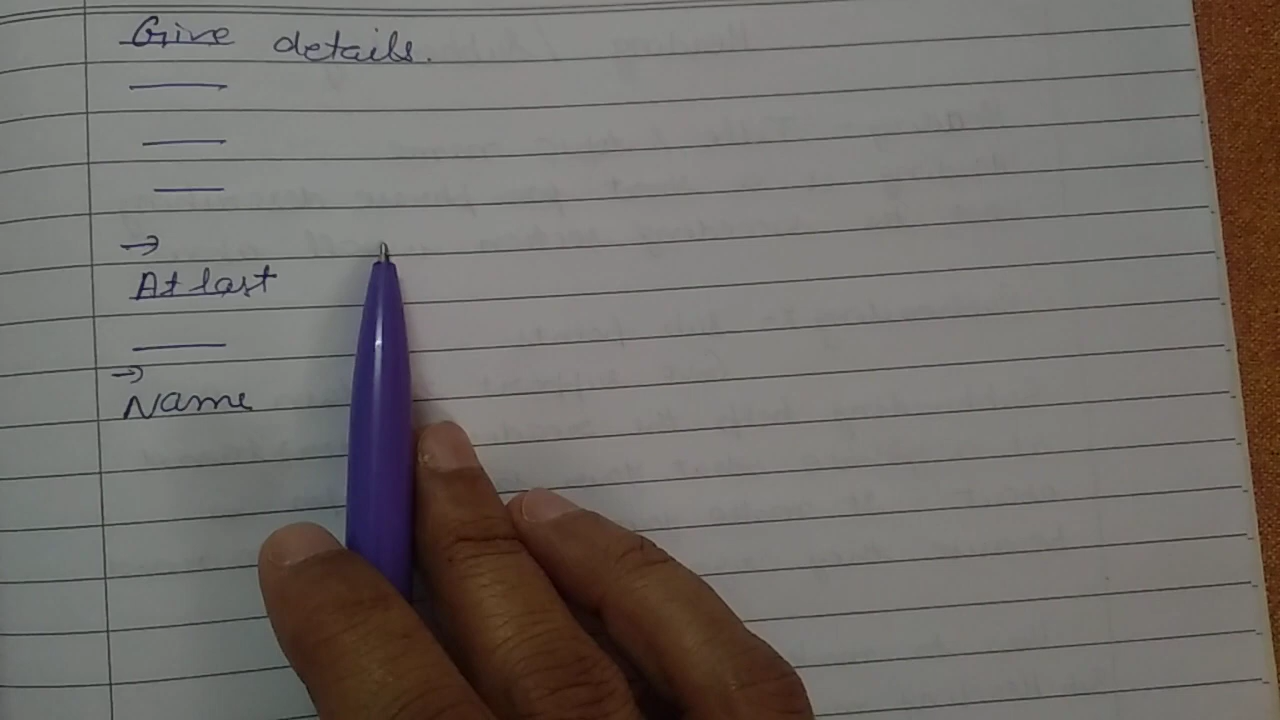 Give details.
→
At last
→
Name